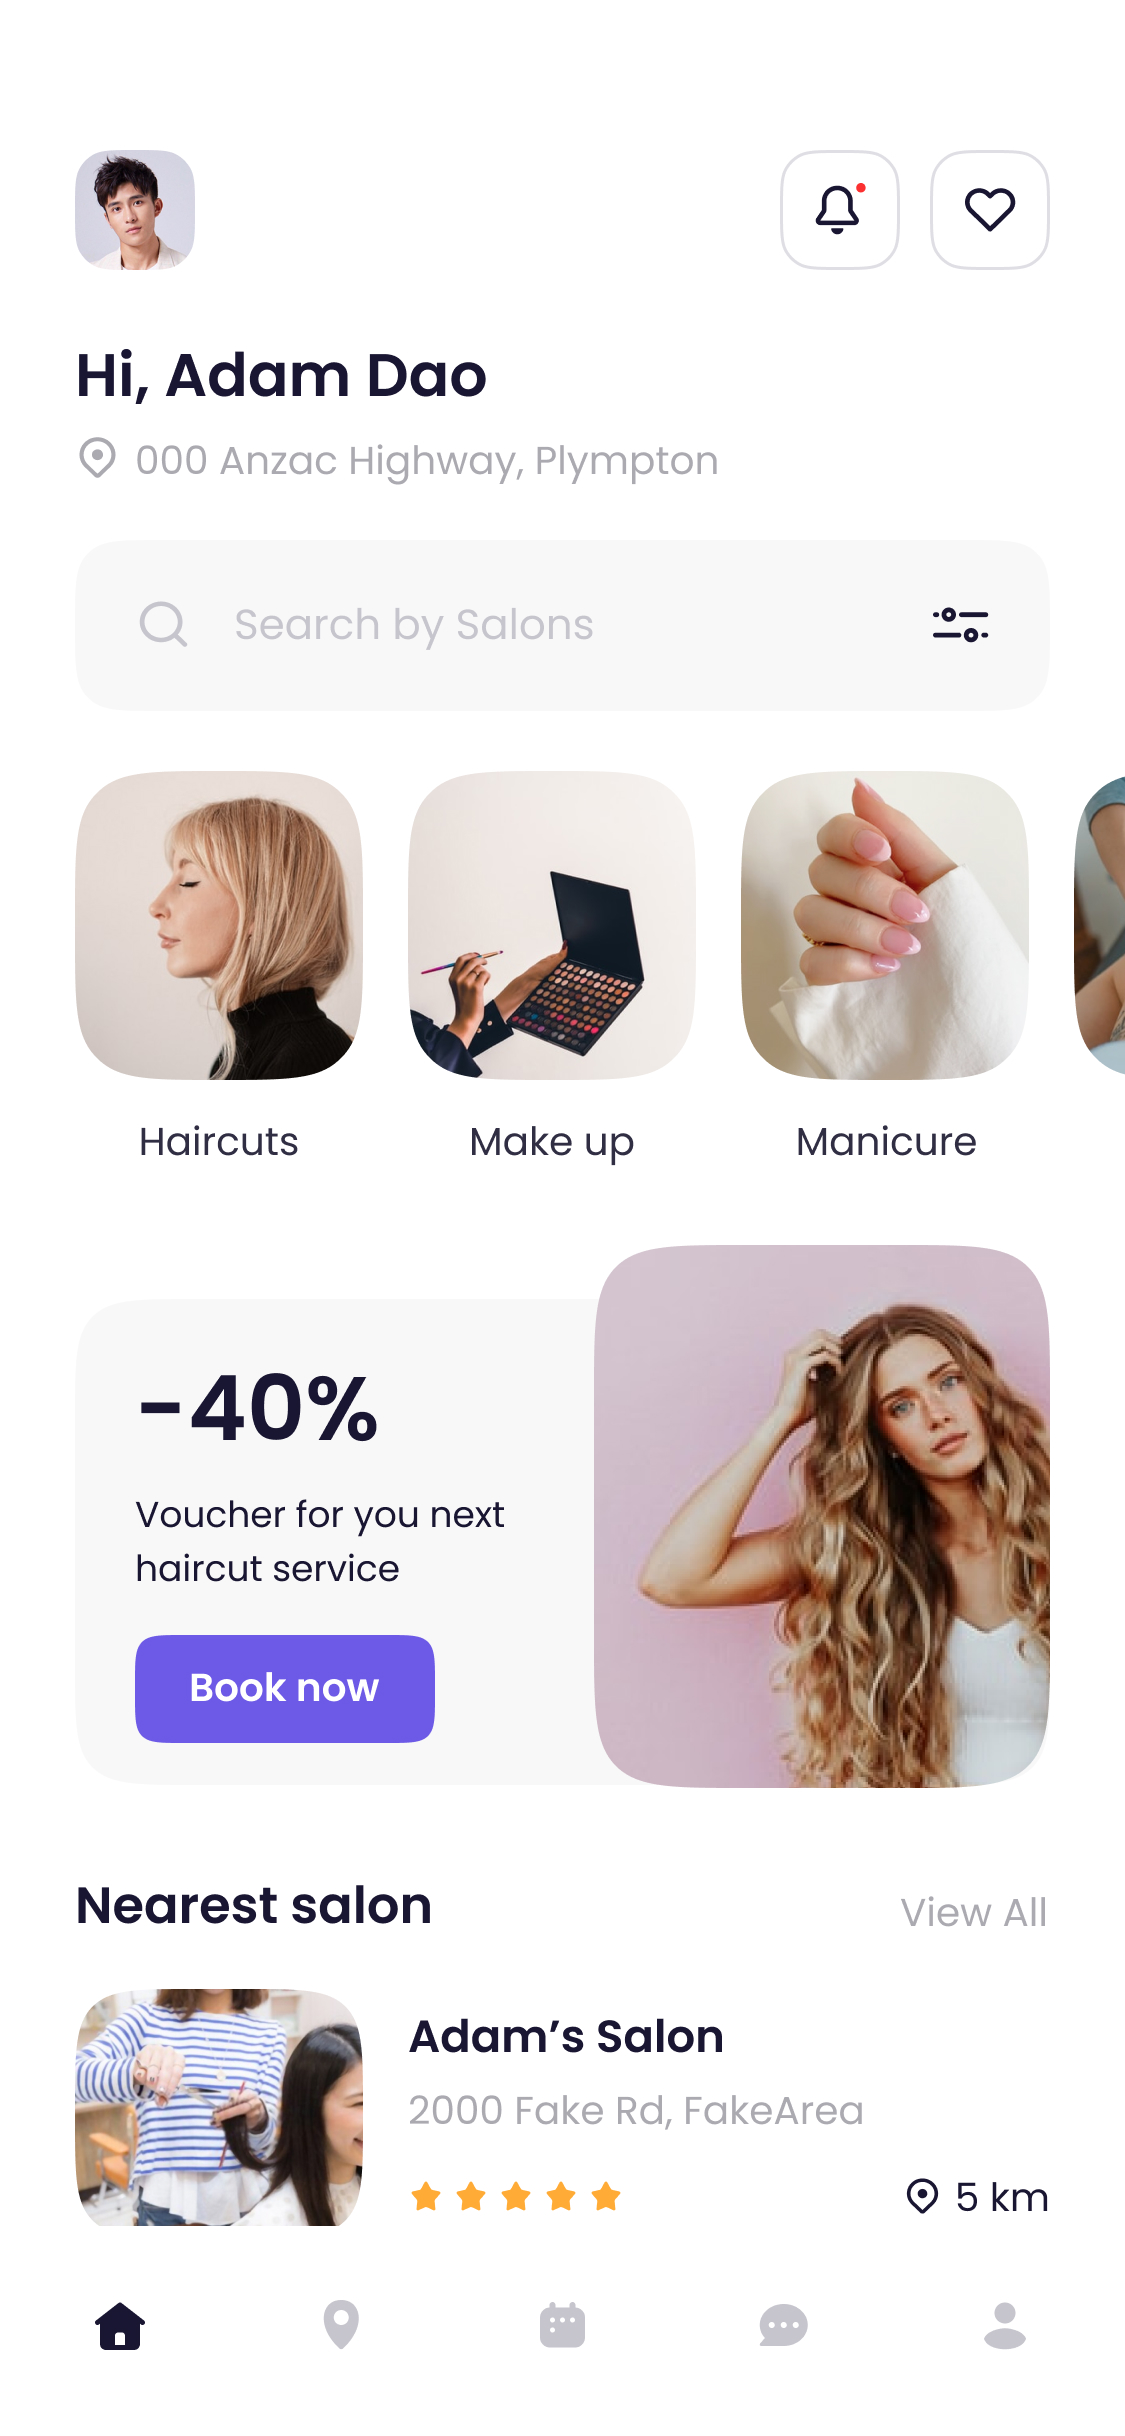 Hi, Adam Dao
000 Anzac Highway, Plympton
Search by Salons
Haircuts
Make up
Manicure
-40%
Voucher for you next
haircut service
Book now
Nearest salon
View All
Adam’s Salon
2000 Fake Rd, FakeArea
5 km